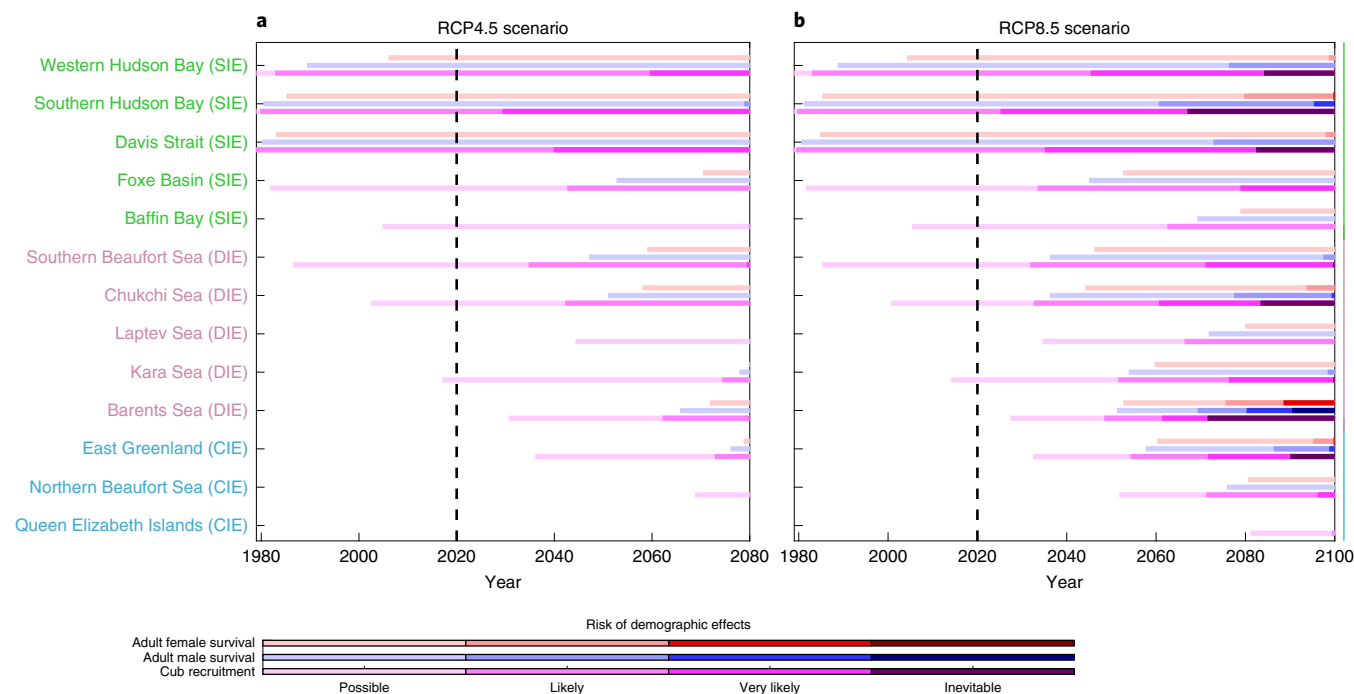 a
RCP4.5 scenario
b
RCP8.5 scenario
Western Hudson Bay (SIE)
Southern Hudson Bay (SIE)
Davis Strait (SIE)
Foxe Basin (SIE)
Baffin Bay (SIE)
Southern Beaufort Sea (DIE)
Chukchi Sea (DIE)
Laptev Sea (DIE)
Kara Sea (DIE)
Barents Sea (DIE)
East Greenland (CIE)
Northern Beaufort Sea (CIE)
Queen Elizabeth Islands (CIE)
1980 2000 2020 2040 2060 2080
1980 2000 2020 2040 2060 2080 2100
Year
Year
Risk of demographic effects
Adult female survival
Adult male survival
Cub recruitment
Possible Likely Very likely Inevitable